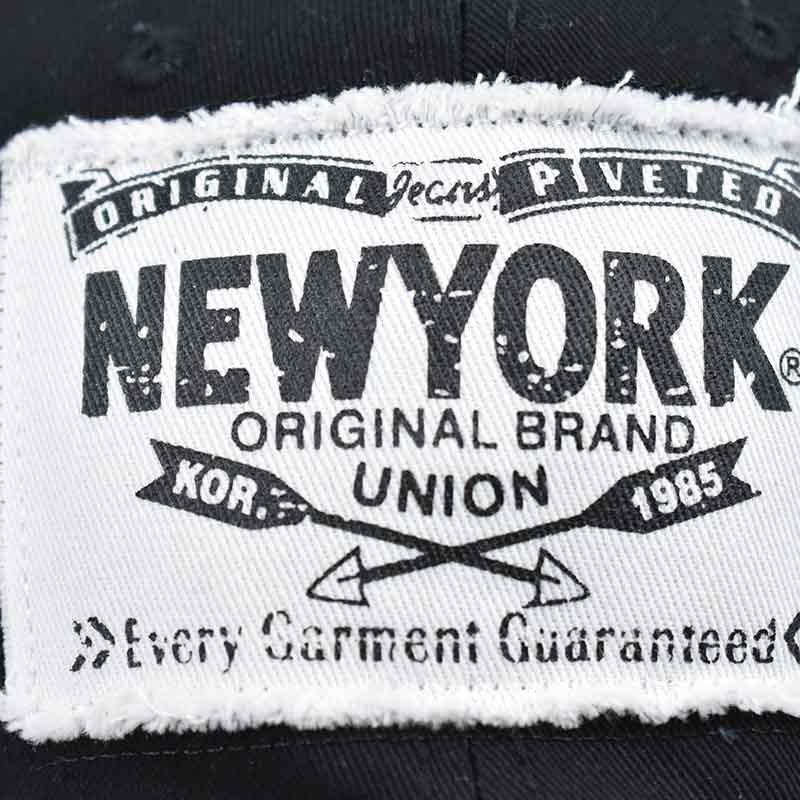 ORIGINAL Jeans PIVETED
NEWYORK®
ORIGINAL BRAND
KOR. UNION 1985
Every Garment Guaranteed